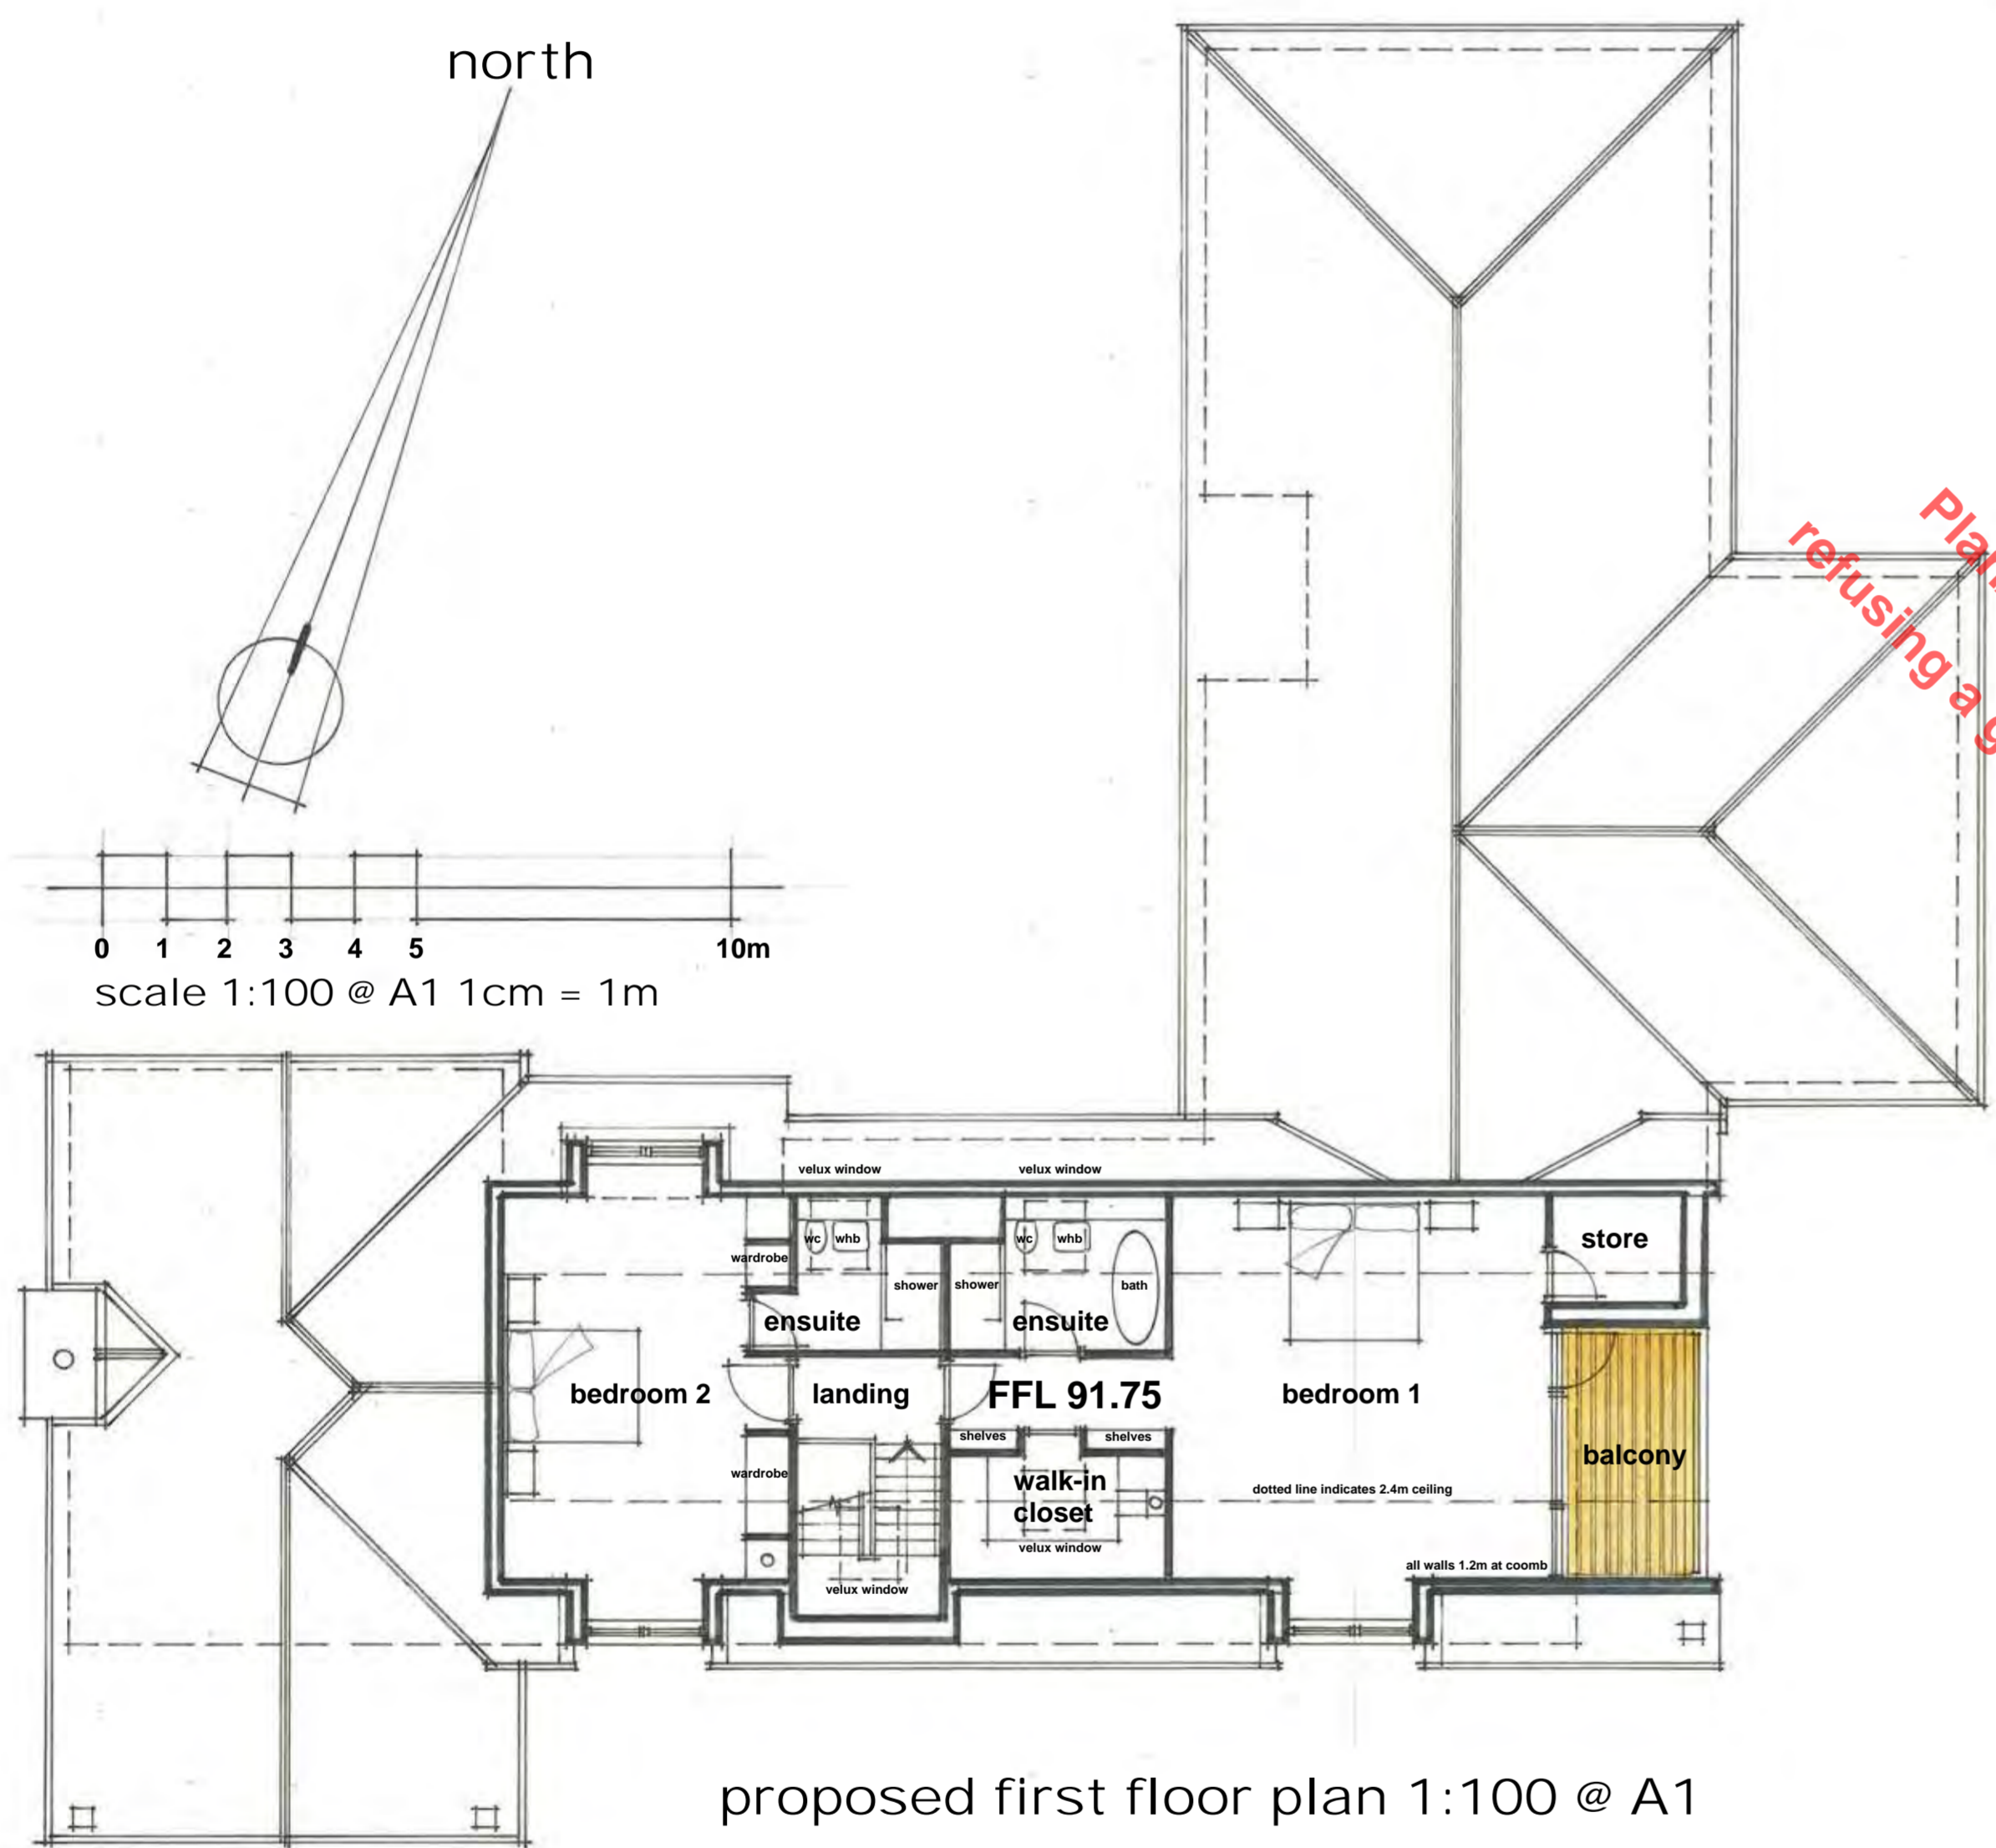 north
refusing a
0 1 2 3 4 5 10m
scale 1:100 @ A1 1cm = 1m
velux window velux window
wc whb wc whb
store
wardrobe
shower shower bath
ensuite ensuite
bedroom 2 landing FFL 91.75 bedroom 1
shelves shelves
balcony
wardrobe walk-in
closet
dotted line indicates 2.4m ceiling
velux window
all walls 1.2m at coomb
velux window
proposed first floor plan 1:100 @ A1